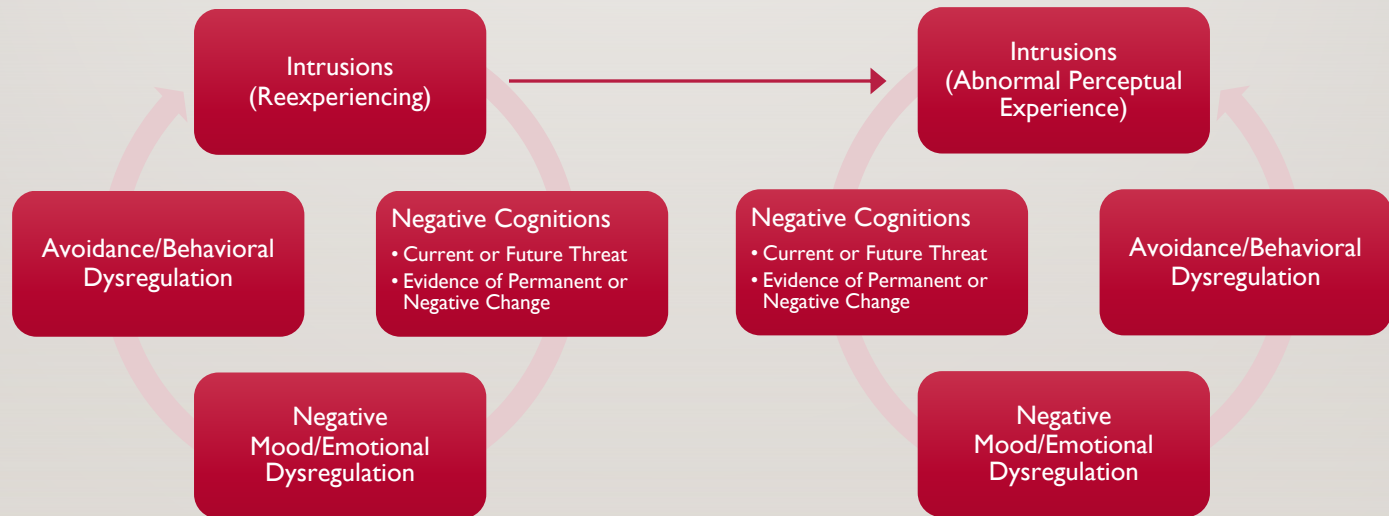 Intrusions
(Reexperiencing)
Intrusions
(Abnormal Perceptual
Experience)
Avoidance/Behavioral
Dysregulation
Negative Cognitions
• Current or Future Threat
• Evidence of Permanent or
Negative Change
Negative Cognitions
• Current or Future Threat
• Evidence of Permanent or
Negative Change
Avoidance/Behavioral
Dysregulation
Negative
Mood/Emotional
Dysregulation
Negative
Mood/Emotional
Dysregulation